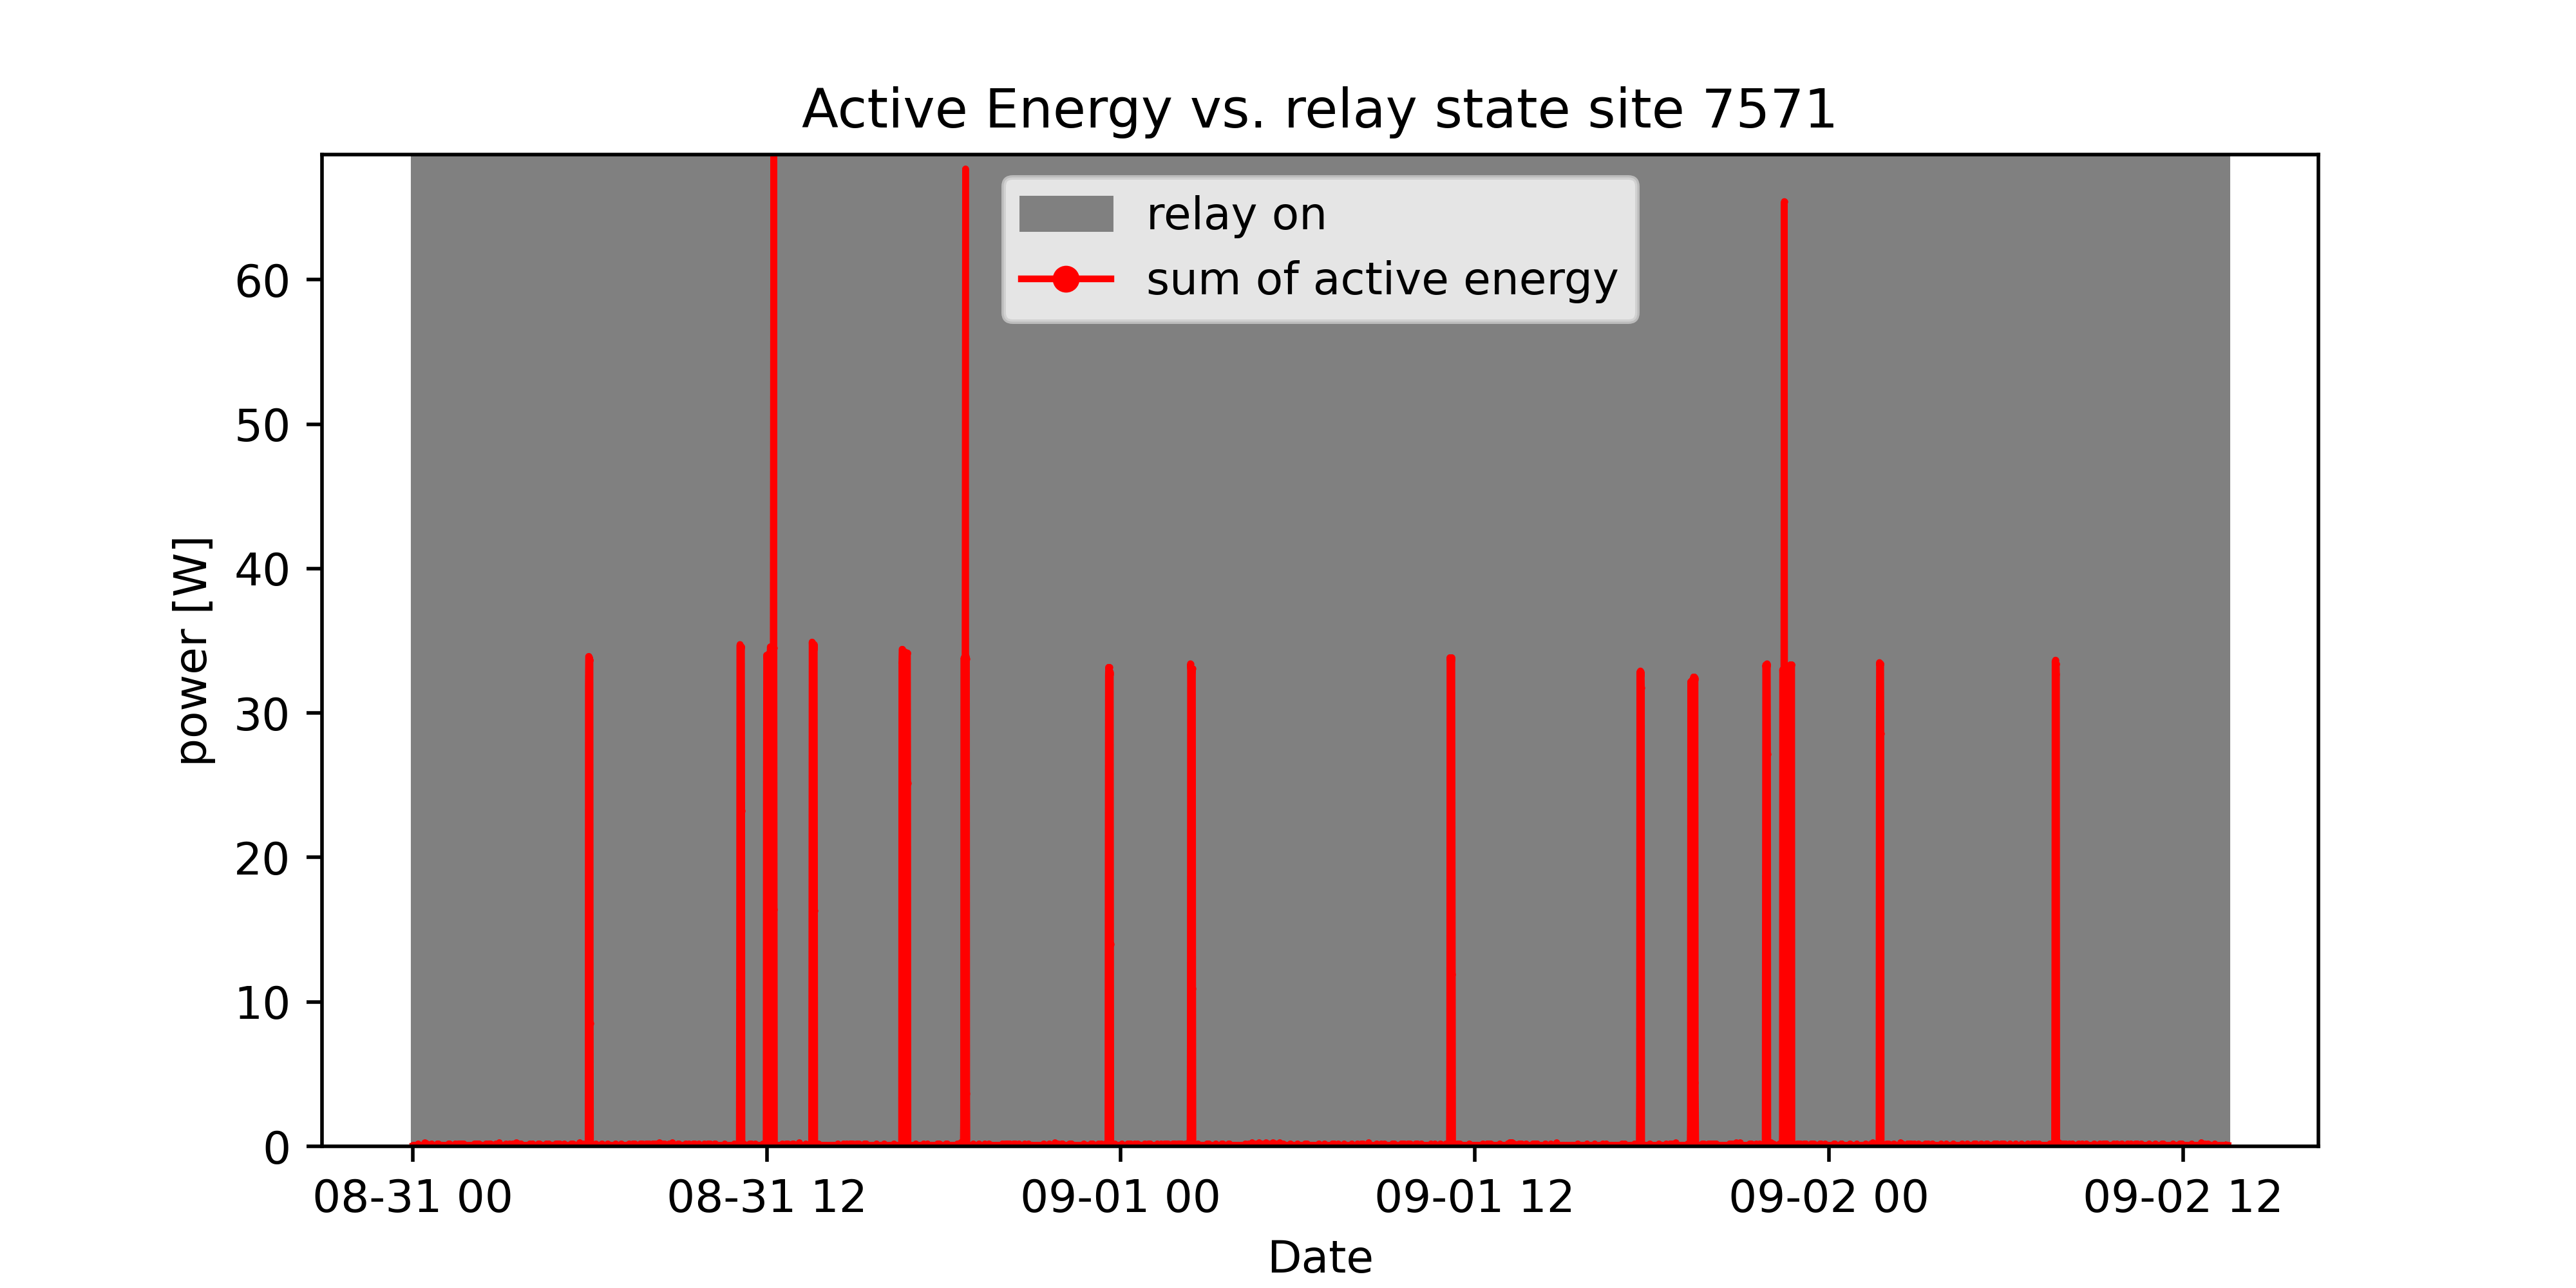 Active Energy vs. relay state site 7571
relay on
sum of active energy
60
50
40
30
20
10
0
power [W]
08-31 00
08-31 12
09-01 00
09-01 12
09-02 00
09-02 12
Date